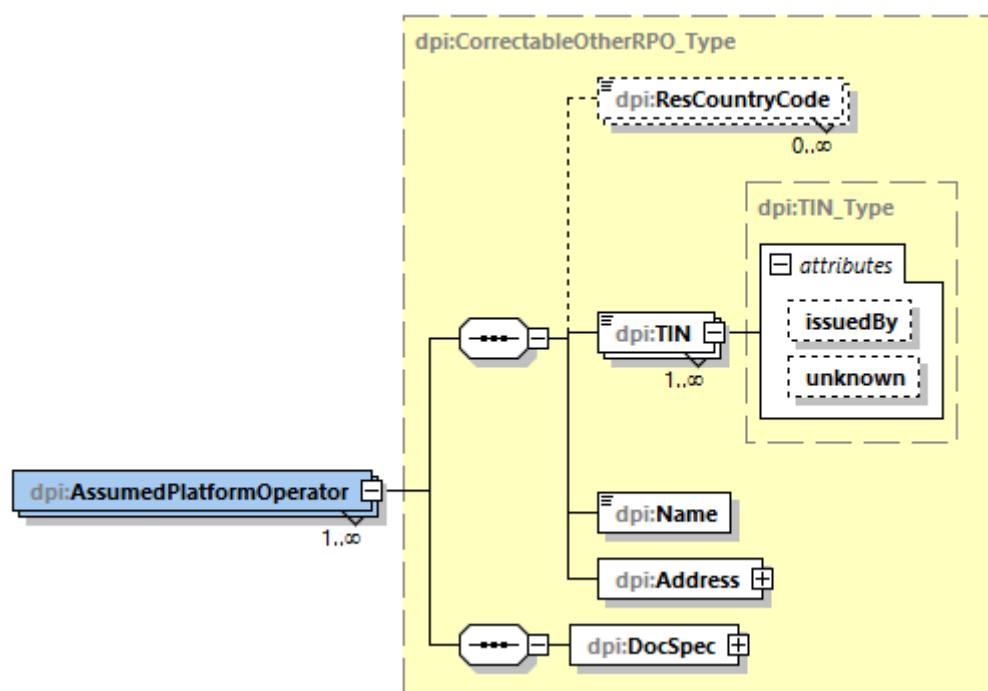 dpi:CorrectableOtherRPO_Type
dpi:ResCountryCode
0..∞
dpi:TIN_Type
attributes
issuedBy
dpi:TIN
unknown
1..∞
dpi:AssumedPlatformOperator
1..∞
dpi:Name
dpi:Address
dpi:DocSpec